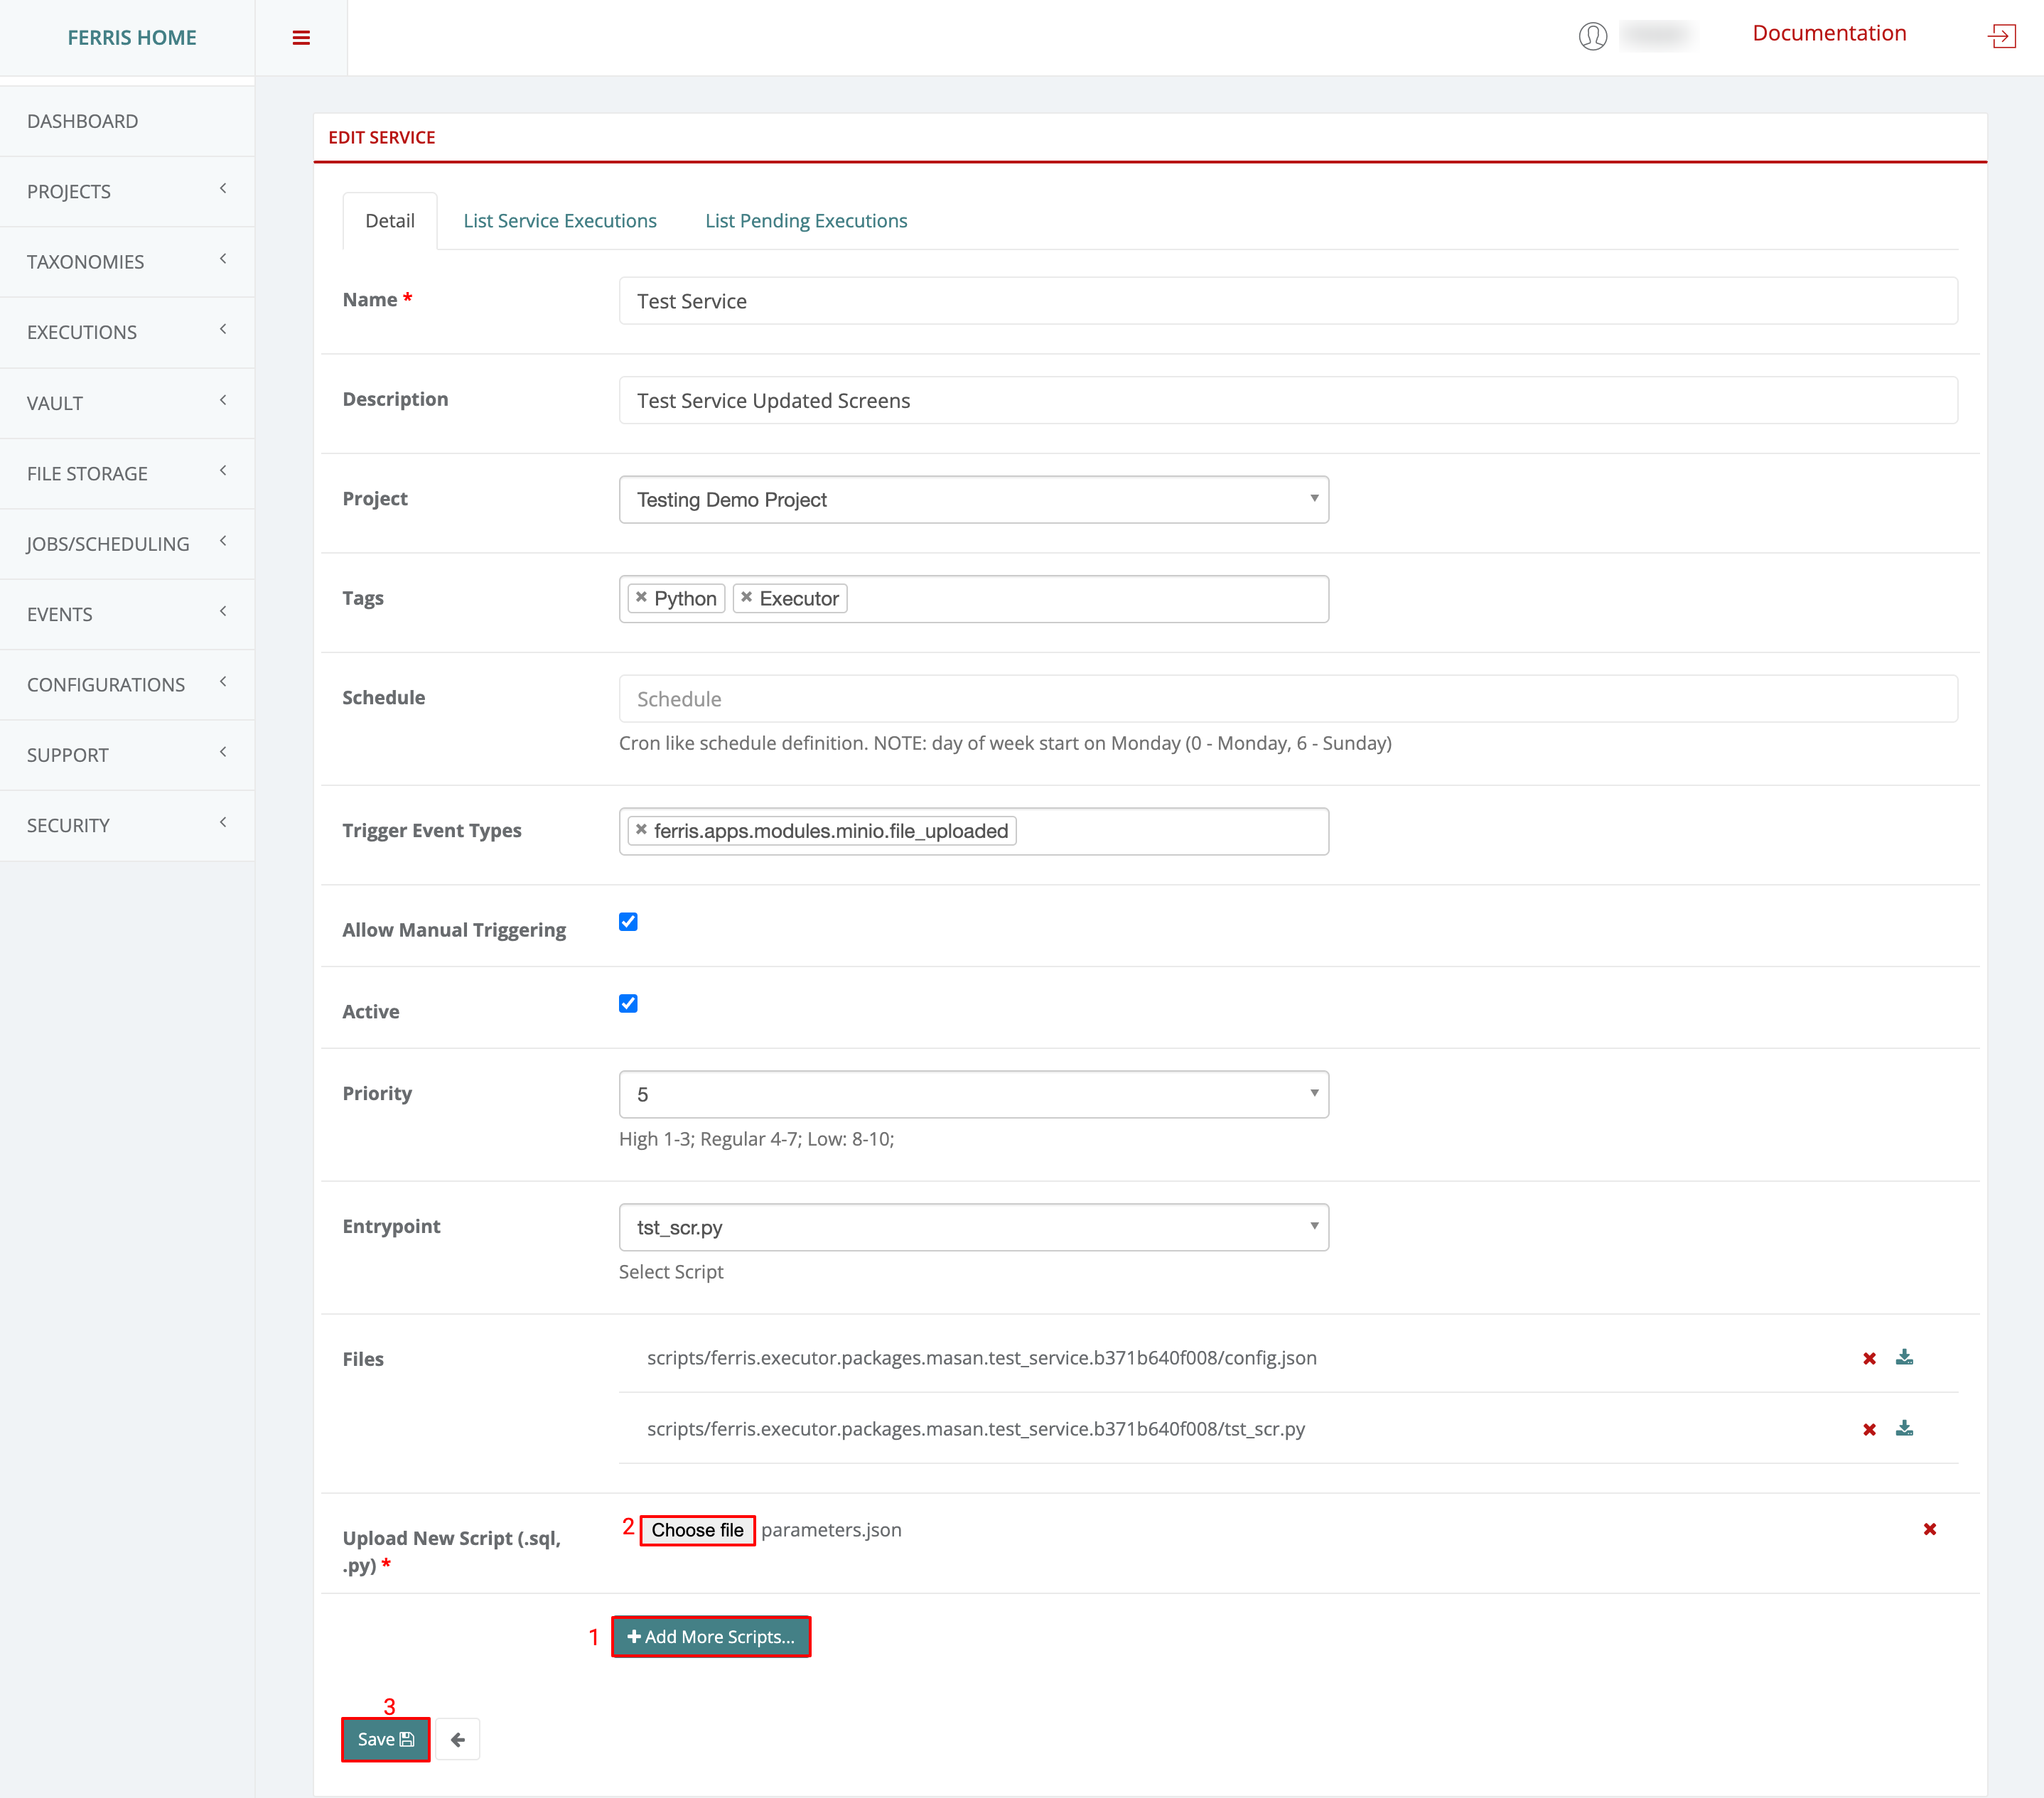 FERRIS HOME
Documentation
DASHBOARD
PROJECTS
TAXONOMIES
EXECUTIONS
VAULT
FILE STORAGE
JOBS/SCHEDULING
EVENTS
CONFIGURATIONS
SUPPORT
SECURITY
EDIT SERVICE
Detail List Service Executions List Pending Executions
Name * Test Service
Description Test Service Updated Screens
Project Testing Demo Project
Tags Python Executor
Schedule Schedule
Cron like schedule definition. NOTE: day of week start on Monday (0 - Monday, 6 - Sunday)
Trigger Event Types ferris.apps.modules.minio.file_uploaded
Allow Manual Triggering
Active
Priority 5
High 1-3; Regular 4-7; Low: 8-10;
Entrypoint tst_scr.py
Select Script
Files scripts/ferris.executor.packages.masan.test_service.b371b640f008/config.json
scripts/ferris.executor.packages.masan.test_service.b371b640f008/tst_scr.py
Upload New Script (.sql,
.py) *
2 Choose file parameters.json
1 Add More Scripts...
3
Save